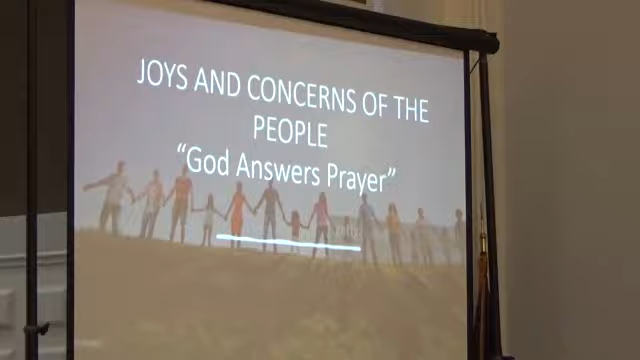 JOYS AND CONCERNS OF THE
PEOPLE
“God Answers Prayer”